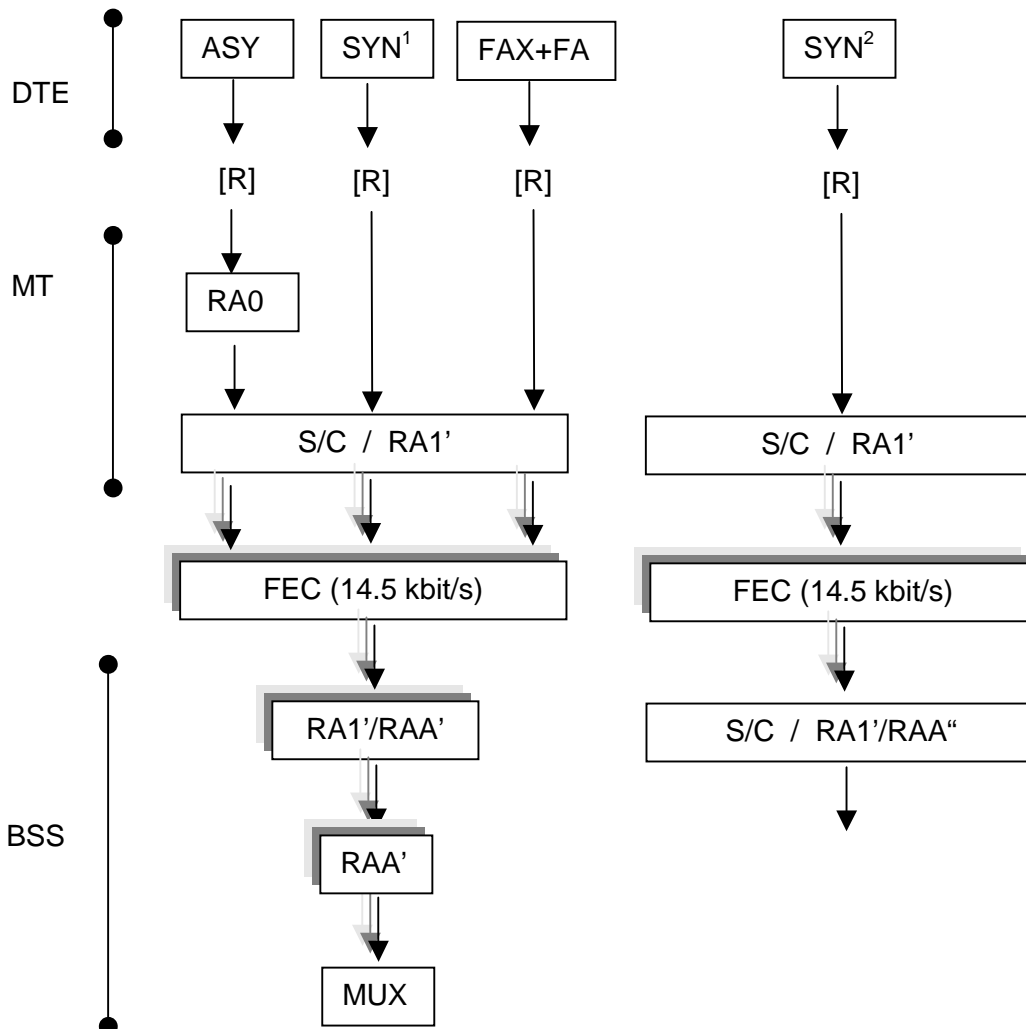 ASY SYN¹ FAX+FA SYN²
DTE
[R] [R] [R] [R]
MT
RA0
S/C / RA1’ S/C / RA1’
FEC (14.5 kbit/s) FEC (14.5 kbit/s)
RA1’/RAA’ S/C / RA1’/RAA“
BSS
RAA’
MUX